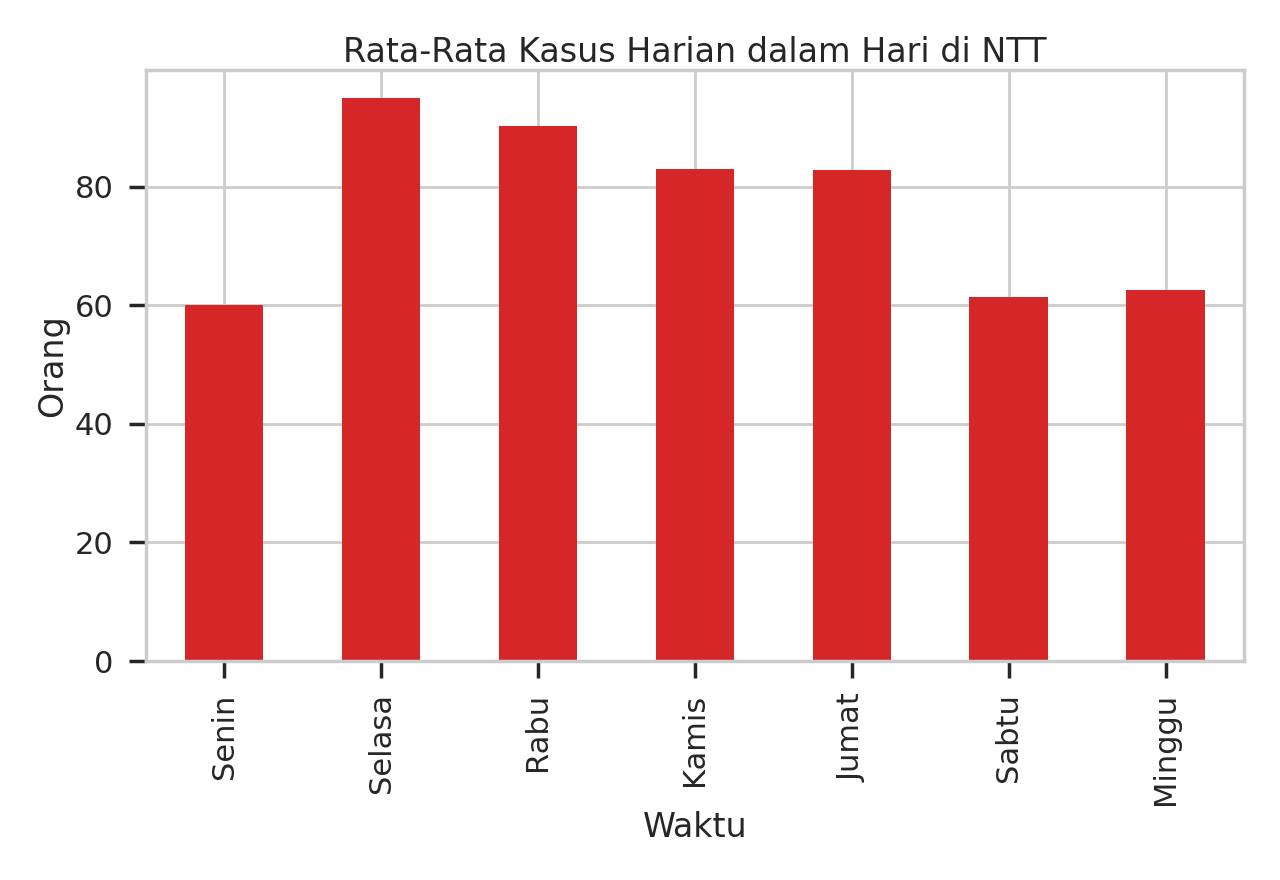 Rata-Rata Kasus Harian dalam Hari di NTT
Orang
80
60
40
20
0
Senin
Selasa
Rabu
Kamis
Jumat
Sabtu
Minggu
Waktu